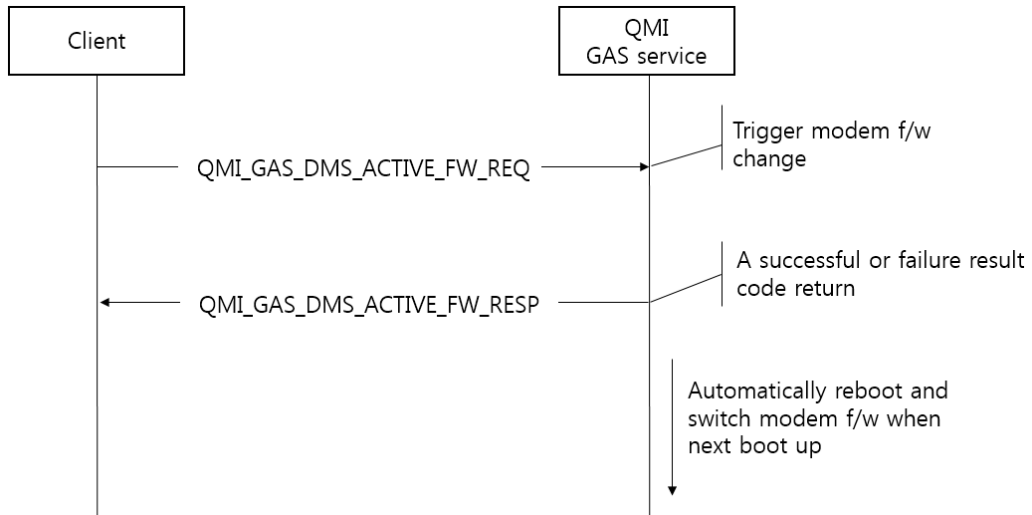 Client
QMI
GAS service
Trigger modem f/w
change
QMI_GAS_DMS_ACTIVE_FW_REQ
A successful or failure result
code return
QMI_GAS_DMS_ACTIVE_FW_RESP
Automatically reboot and
switch modem f/w when
next boot up